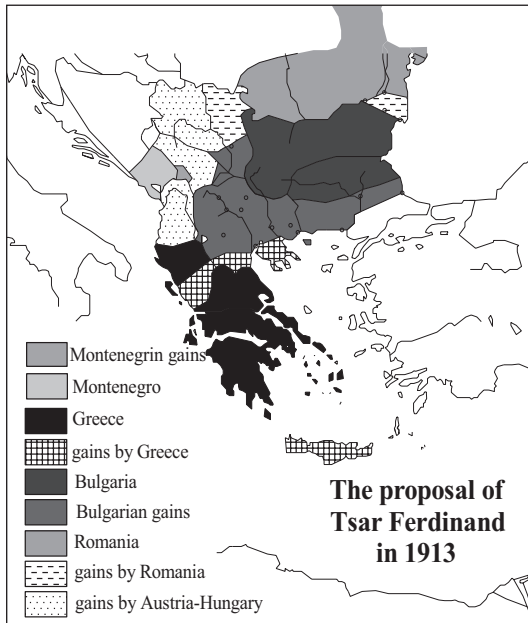 Montenegrin gains
Montenegro
Greece
gains by Greece
Bulgaria
Bulgarian gains
Romania
gains by Romania
gains by Austria-Hungary
The proposal of
Tsar Ferdinand
in 1913